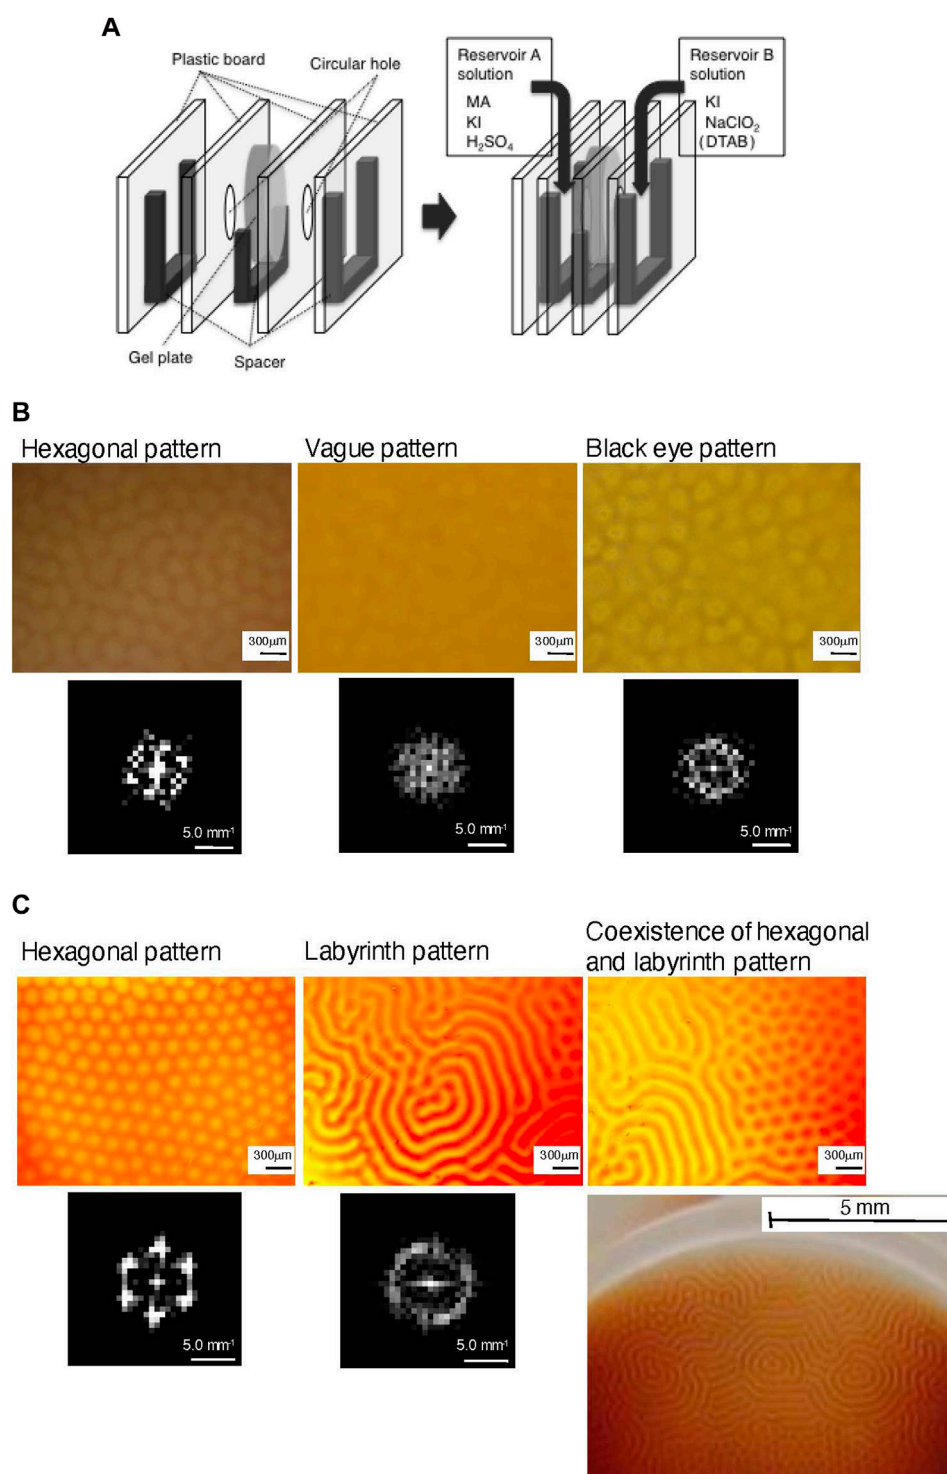 A
Plastic board
Circular hole
Reservoir A
solution
MA
KI
H₂SO₄
Reservoir B
solution
KI
NaClO₂
(DTAB)
Gel plate
Spacer
B
Hexagonal pattern
Vague pattern
Black eye pattern
300μm
300μm
300μm
5.0 mm⁻¹
5.0 mm⁻¹
5.0 mm⁻¹
C
Hexagonal pattern
Labyrinth pattern
Coexistence of hexagonal
and labyrinth pattern
300μm
300μm
300μm
5 mm
5.0 mm⁻¹
5.0 mm⁻¹